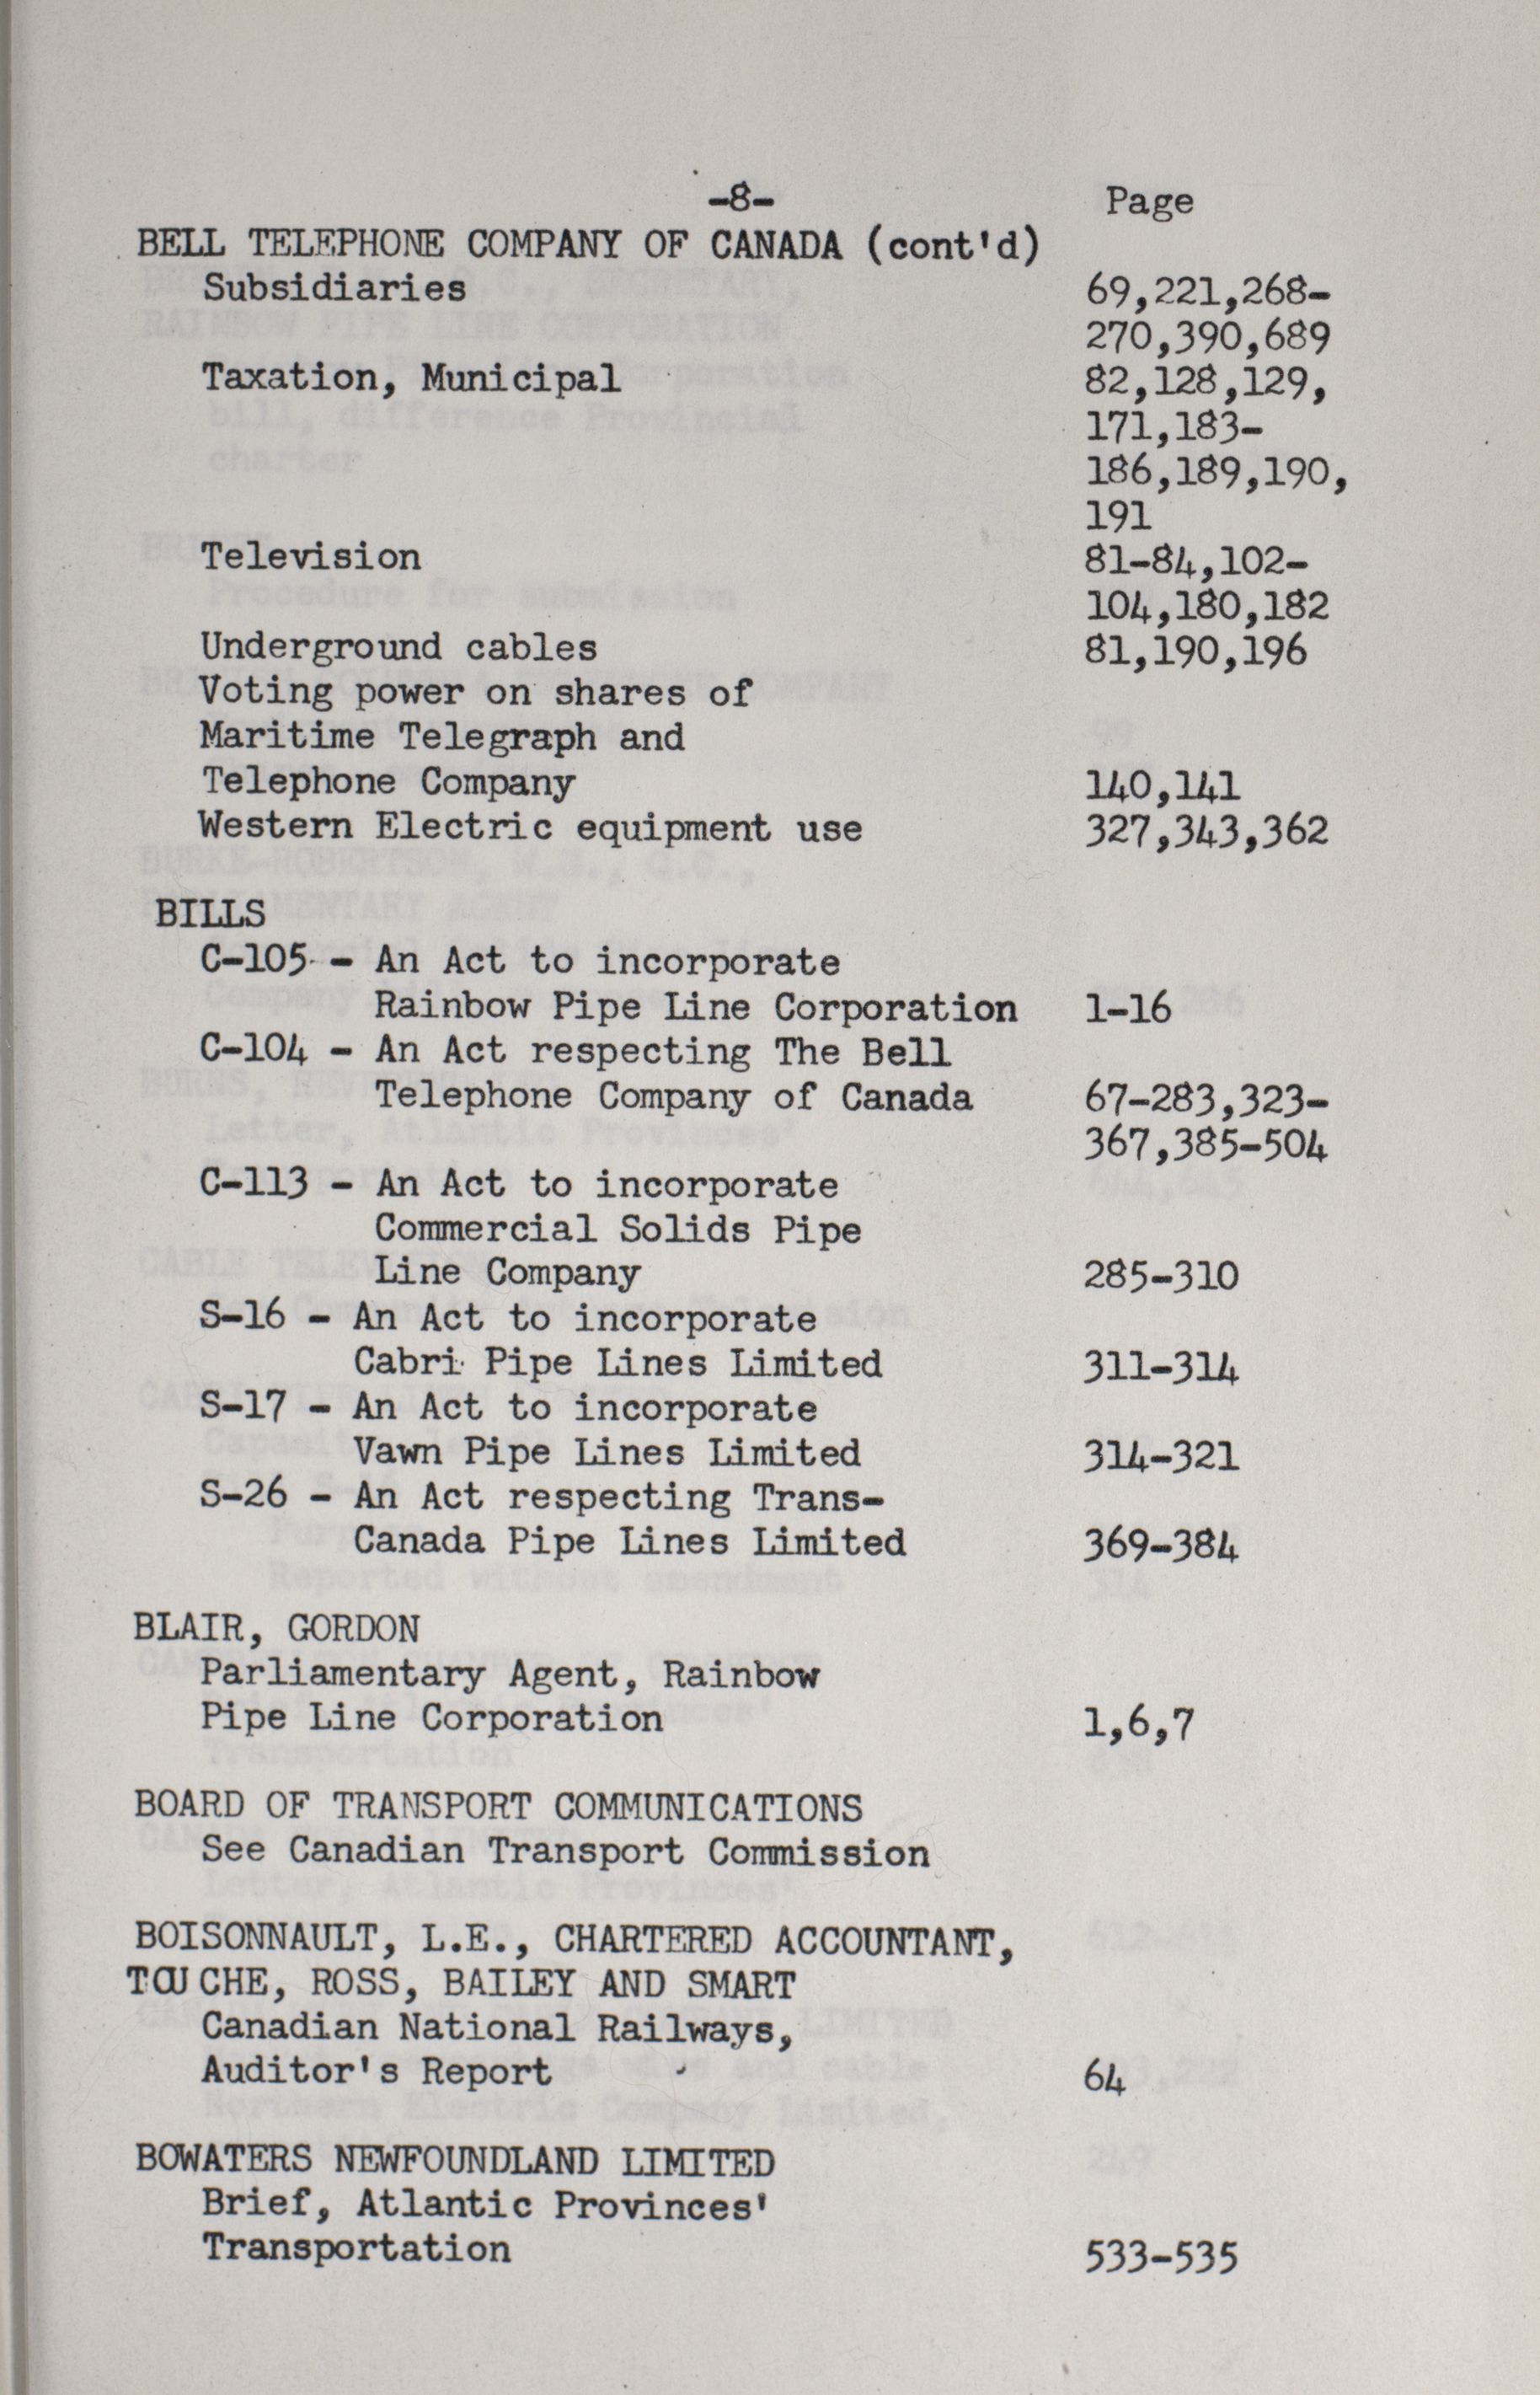 -8-
Page
BELL TELEPHONE COMPANY OF CANADA (cont'd)
Subsidiaries 69,221,268-
270,390,689
Taxation, Municipal 82,128,129,
171,183-
186,189,190,
191
Television 81-84,102-
104,180,182
Underground cables 81,190,196
Voting power on shares of
Maritime Telegraph and
Telephone Company 140,141
Western Electric equipment use 327,343,362
BILLS
C-105 - An Act to incorporate
Rainbow Pipe Line Corporation 1-16
C-104 - An Act respecting The Bell
Telephone Company of Canada 67-283,323-
367,385-504
C-113 - An Act to incorporate
Commercial Solids Pipe
Line Company 285-310
S-16 - An Act to incorporate
Cabri Pipe Lines Limited 311-314
S-17 - An Act to incorporate
Vawn Pipe Lines Limited 314-321
S-26 - An Act respecting Trans-
Canada Pipe Lines Limited 369-384
BLAIR, GORDON
Parliamentary Agent, Rainbow
Pipe Line Corporation 1,6,7
BOARD OF TRANSPORT COMMUNICATIONS
See Canadian Transport Commission
BOISONNAULT, L.E., CHARTERED ACCOUNTANT,
TOUCHE, ROSS, BAILEY AND SMART
Canadian National Railways,
Auditor's Report 64
BOWATERS NEWFOUNDLAND LIMITED
Brief, Atlantic Provinces'
Transportation 533-535